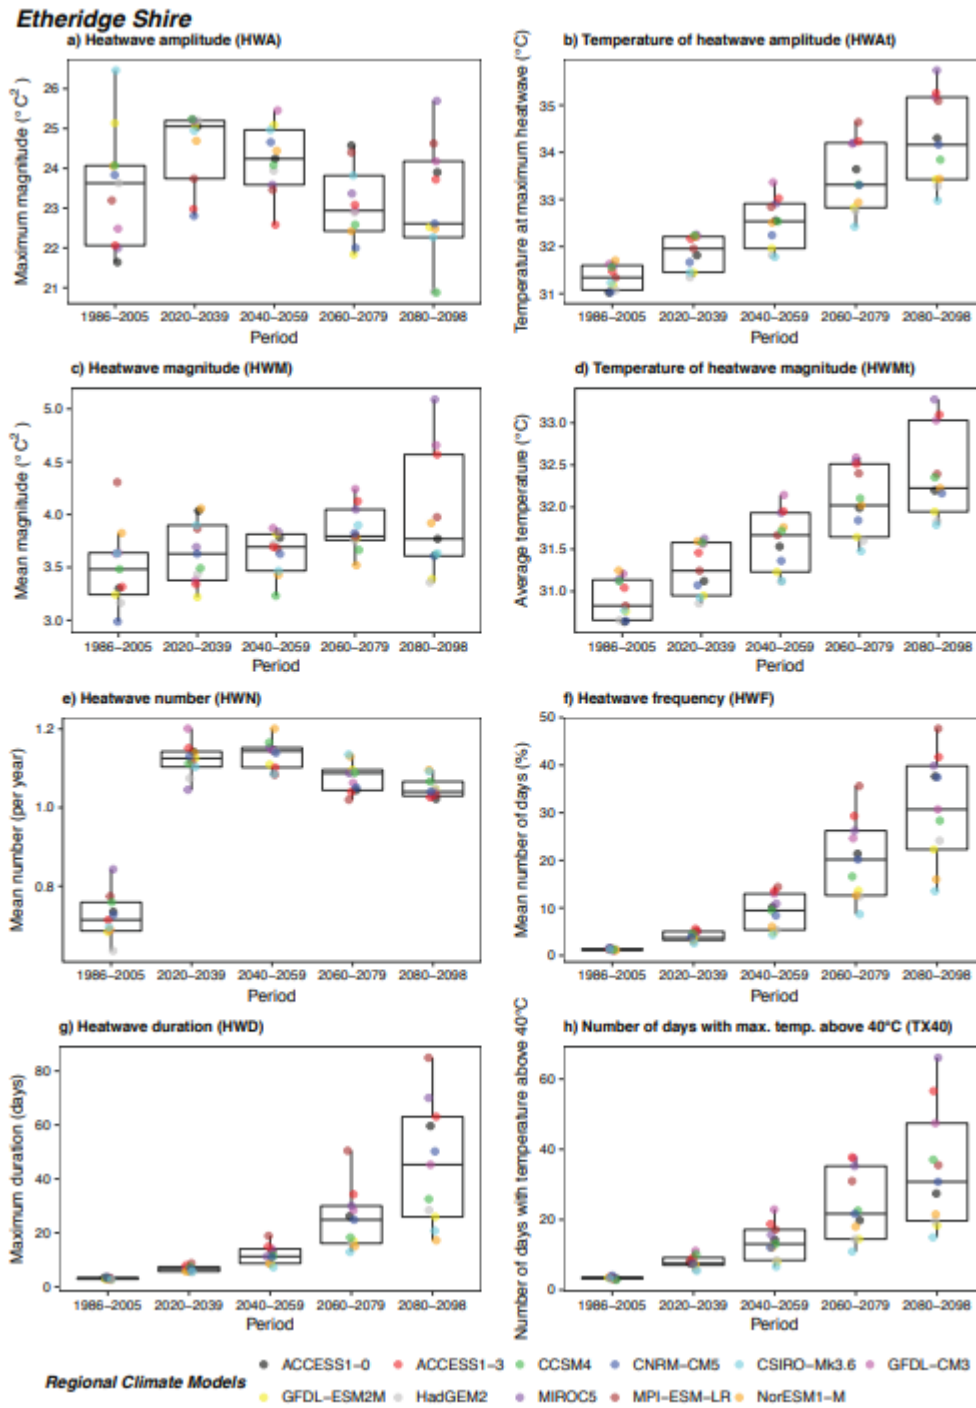 Etheridge Shire
a) Heatwave amplitude (HWA)
Maximum magnitude (°C²)
26
25
24
23
22
21
1986–2005 2020–2039 2040–2059 2060–2079 2080–2098
Period
b) Temperature of heatwave amplitude (HWAt)
Temperature at maximum heatwave (°C)
35
34
33
32
31
1986–2005 2020–2039 2040–2059 2060–2079 2080–2098
Period
c) Heatwave magnitude (HWM)
Mean magnitude (°C²)
5.0
4.5
4.0
3.5
3.0
1986–2005 2020–2039 2040–2059 2060–2079 2080–2098
Period
d) Temperature of heatwave magnitude (HWMt)
Average temperature (°C)
33.0
32.5
32.0
31.5
31.0
1986–2005 2020–2039 2040–2059 2060–2079 2080–2098
Period
e) Heatwave number (HWN)
Mean number (per year)
1.2
1.0
0.8
1986–2005 2020–2039 2040–2059 2060–2079 2080–2098
Period
f) Heatwave frequency (HWF)
Mean number of days (%)
50
40
30
20
10
0
1986–2005 2020–2039 2040–2059 2060–2079 2080–2098
Period
g) Heatwave duration (HWD)
Maximum duration (days)
80
60
40
20
0
1986–2005 2020–2039 2040–2059 2060–2079 2080–2098
Period
h) Number of days with max. temp. above 40°C (TX40)
Number of days with temperature above 40°C
60
40
20
0
1986–2005 2020–2039 2040–2059 2060–2079 2080–2098
Period
Regional Climate Models
ACCESS1–0 ACCESS1–3 CCSM4 CNRM–CM5 CSIRO–Mk3.6 GFDL–CM3
GFDL–ESM2M HadGEM2 MIROC5 MPI–ESM–LR NorESM1–M